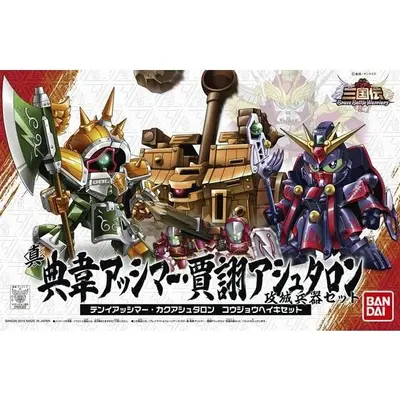 三国伝
Brave Battle Warriors
真 典韋アッシマー・賈詡アシュタロン
攻城兵器セット
テンイアッシマー・カクアシュタロン コウジョウヘイキセット
BAN
DAI